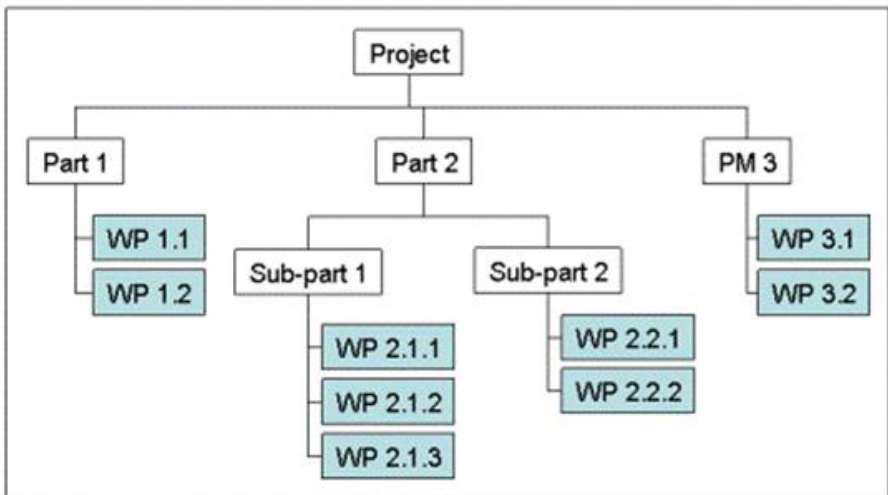 Project
Part 1
Part 2
PM 3
WP 1.1
WP 1.2
Sub-part 1
Sub-part 2
WP 3.1
WP 3.2
WP 2.1.1
WP 2.1.2
WP 2.1.3
WP 2.2.1
WP 2.2.2